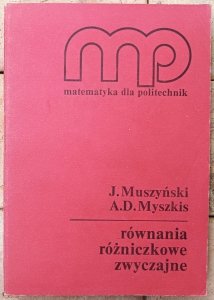 mp
matematyka dla politechnik
J. Muszyński
A.D. Myszkis
równania
różniczkowe
zwyczajne